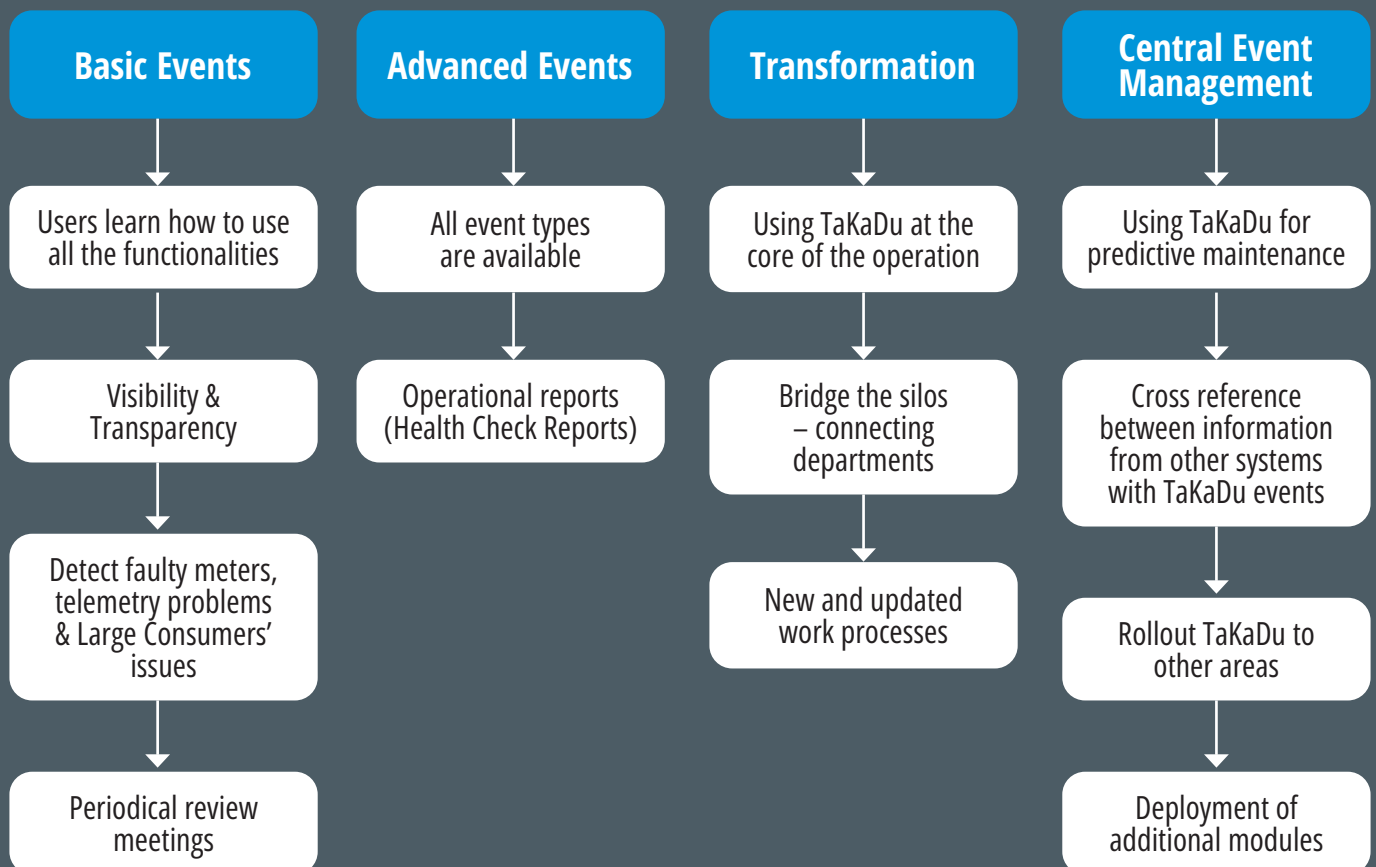 Basic Events
Users learn how to use
all the functionalities
Visibility &
Transparency
Detect faulty meters,
telemetry problems
& Large Consumers’
issues
Periodical review
meetings
Advanced Events
All event types
are available
Operational reports
(Health Check Reports)
Transformation
Using TaKaDu at the
core of the operation
Bridge the silos
– connecting
departments
New and updated
work processes
Central Event
Management
Using TaKaDu for
predictive maintenance
Cross reference
between information
from other systems
with TaKaDu events
Rollout TaKaDu to
other areas
Deployment of
additional modules